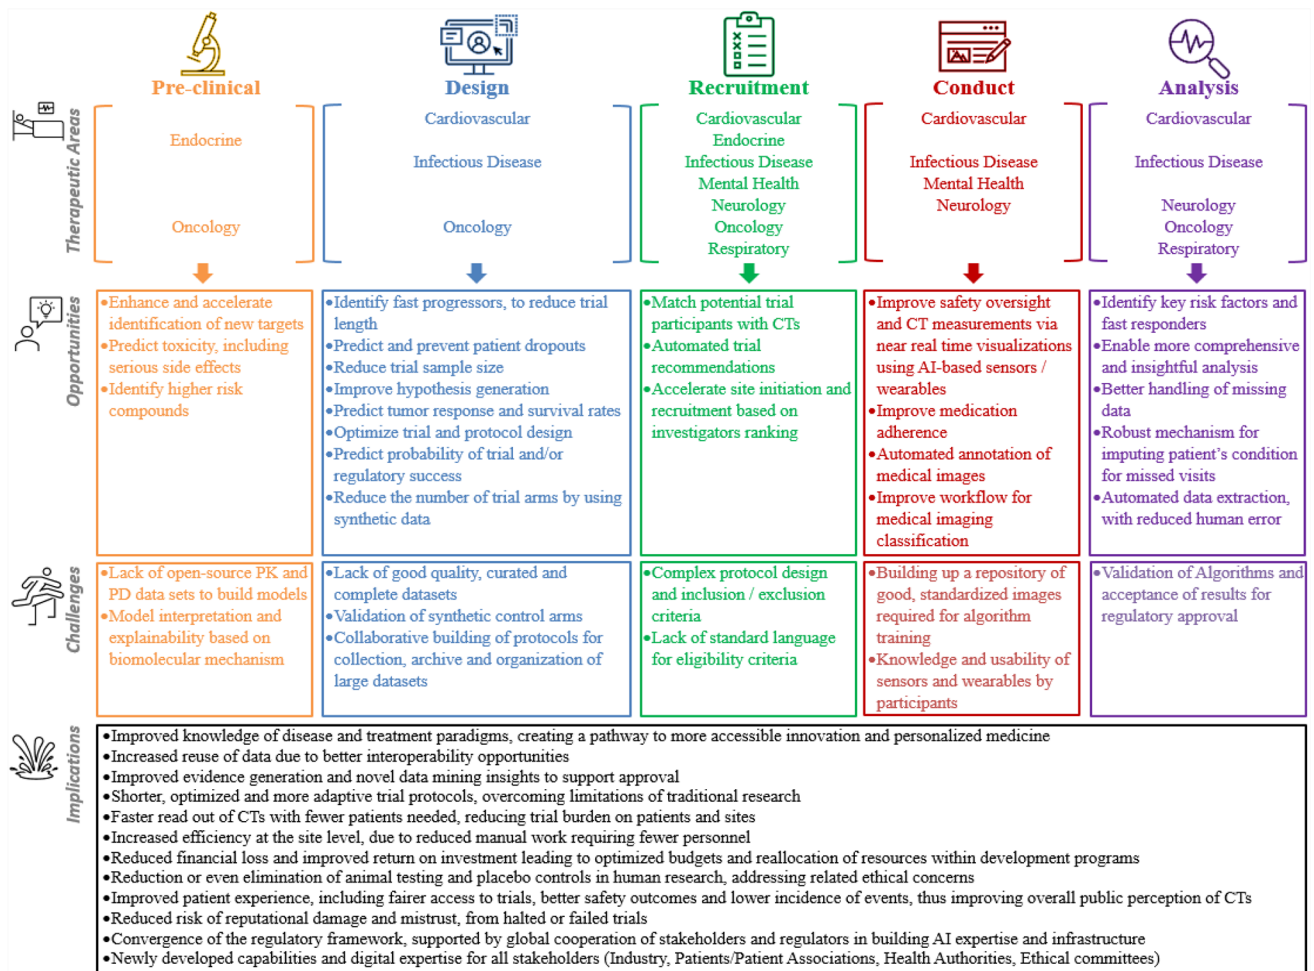 Pre-clinical
Design
Recruitment
Conduct
Analysis
Therapeutic Areas
Endocrine
Oncology
Cardiovascular
Infectious Disease
Oncology
Cardiovascular
Endocrine
Infectious Disease
Mental Health
Neurology
Oncology
Respiratory
Cardiovascular
Infectious Disease
Mental Health
Neurology
Cardiovascular
Infectious Disease
Neurology
Oncology
Respiratory
Opportunities
•Enhance and accelerate
identification of new targets
•Predict toxicity, including
serious side effects
•Identify higher risk
compounds
•Identify fast progressors, to reduce trial
length
•Predict and prevent patient dropouts
•Reduce trial sample size
•Improve hypothesis generation
•Predict tumor response and survival rates
•Optimize trial and protocol design
•Predict probability of trial and/or
regulatory success
•Reduce the number of trial arms by using
synthetic data
•Match potential trial
participants with CTs
•Automated trial
recommendations
•Accelerate site initiation and
recruitment based on
investigators ranking
•Improve safety oversight
and CT measurements via
near real time visualizations
using AI-based sensors /
wearables
•Improve medication
adherence
•Automated annotation of
medical images
•Improve workflow for
medical imaging
classification
•Identify key risk factors and
fast responders
•Enable more comprehensive
and insightful analysis
•Better handling of missing
data
•Robust mechanism for
imputing patient’s condition
for missed visits
•Automated data extraction,
with reduced human error
Challenges
•Lack of open-source PK and
PD data sets to build models
•Model interpretation and
explainability based on
biomolecular mechanism
•Lack of good quality, curated and
complete datasets
•Validation of synthetic control arms
•Collaborative building of protocols for
collection, archive and organization of
large datasets
•Complex protocol design
and inclusion / exclusion
criteria
•Lack of standard language
for eligibility criteria
•Building up a repository of
good, standardized images
required for algorithm
training
•Knowledge and usability of
sensors and wearables by
participants
•Validation of Algorithms and
acceptance of results for
regulatory approval
Implications
•Improved knowledge of disease and treatment paradigms, creating a pathway to more accessible innovation and personalized medicine
•Increased reuse of data due to better interoperability opportunities
•Improved evidence generation and novel data mining insights to support approval
•Shorter, optimized and more adaptive trial protocols, overcoming limitations of traditional research
•Faster read out of CTs with fewer patients needed, reducing trial burden on patients and sites
•Increased efficiency at the site level, due to reduced manual work requiring fewer personnel
•Reduced financial loss and improved return on investment leading to optimized budgets and reallocation of resources within development programs
•Reduction or even elimination of animal testing and placebo controls in human research, addressing related ethical concerns
•Improved patient experience, including fairer access to trials, better safety outcomes and lower incidence of events, thus improving overall public perception of CTs
•Reduced risk of reputational damage and mistrust, from halted or failed trials
•Convergence of the regulatory framework, supported by global cooperation of stakeholders and regulators in building AI expertise and infrastructure
•Newly developed capabilities and digital expertise for all stakeholders (Industry, Patients/Patient Associations, Health Authorities, Ethical committees)